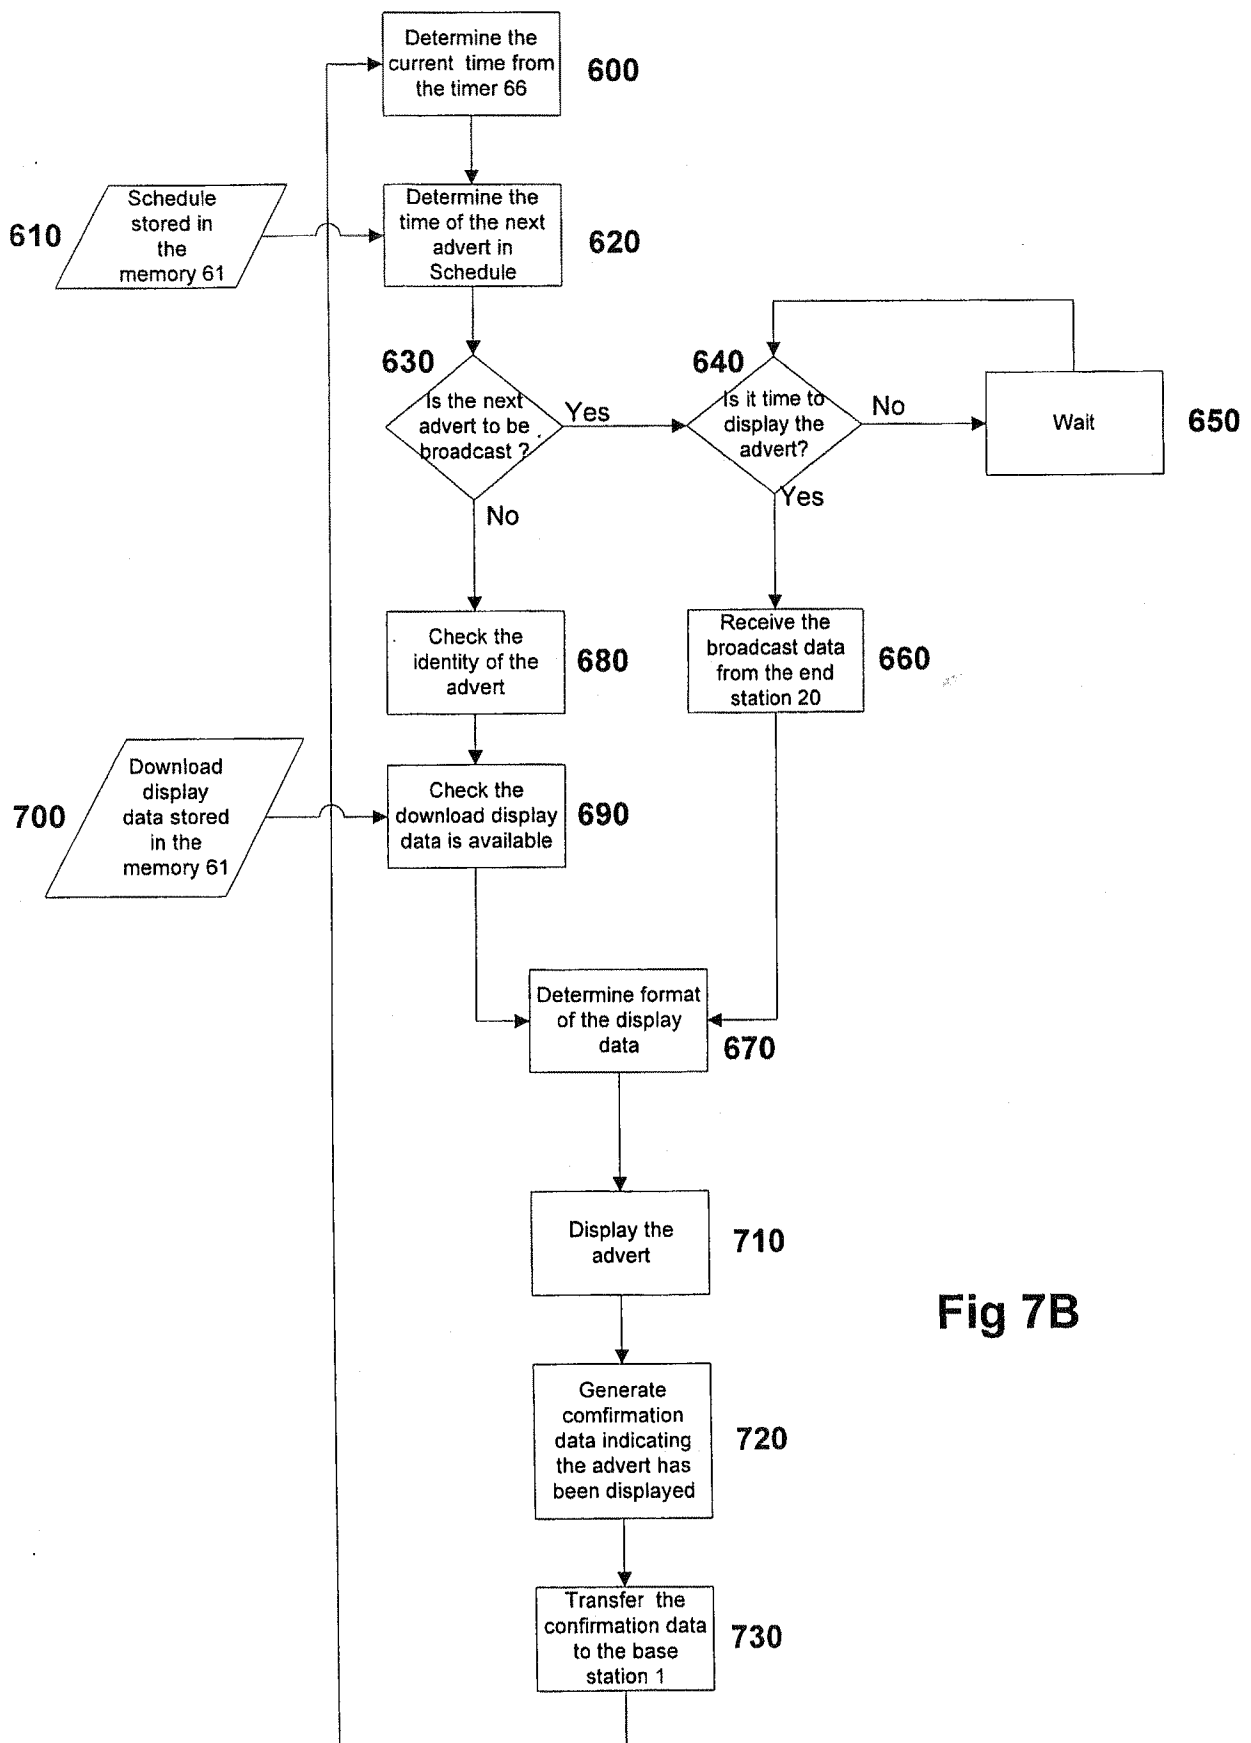 Determine the
current time from
the timer 66
600
Schedule
stored in
the
memory 61
610
Determine the
time of the next
advert in
Schedule
620
630
Is the next
advert to be
broadcast ?
Yes
No
640
Is it time to
display the
advert?
No
Yes
Wait
650
Check the
identity of the
advert
680
Receive the
broadcast data
from the end
station 20
660
Download
display
data stored
in the
memory 61
700
Check the
download display
data is available
690
Determine format
of the display
data
670
Display the
advert
710
Fig 7B
Generate
comfirmation
data indicating
the advert has
been displayed
720
Transfer the
confirmation data
to the base
station 1
730